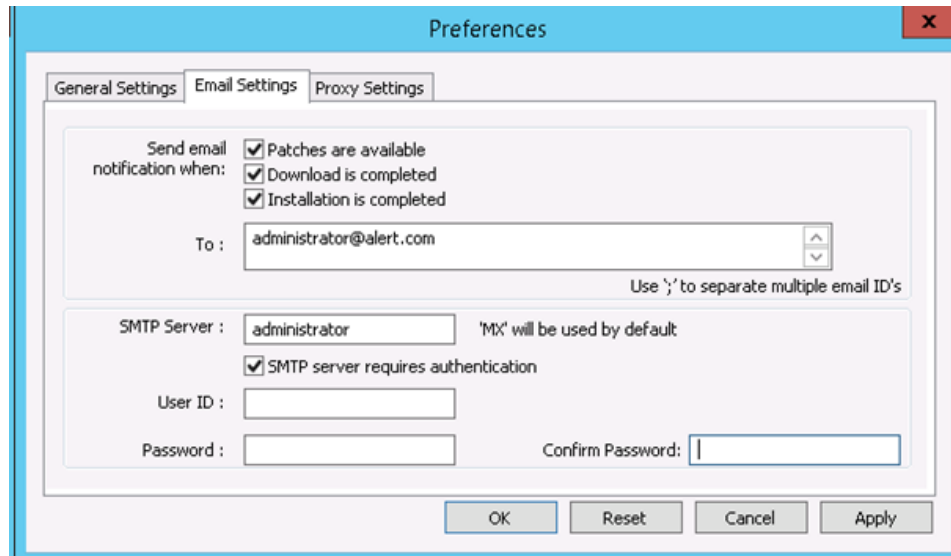 Preferences
x
General Settings Email Settings Proxy Settings
Send email notification when:
Patches are available
Download is completed
Installation is completed
To : administrator@alert.com
Use ';' to separate multiple email ID's
SMTP Server : administrator 'MX' will be used by default
SMTP server requires authentication
User ID :
Password : Confirm Password:
OK Reset Cancel Apply